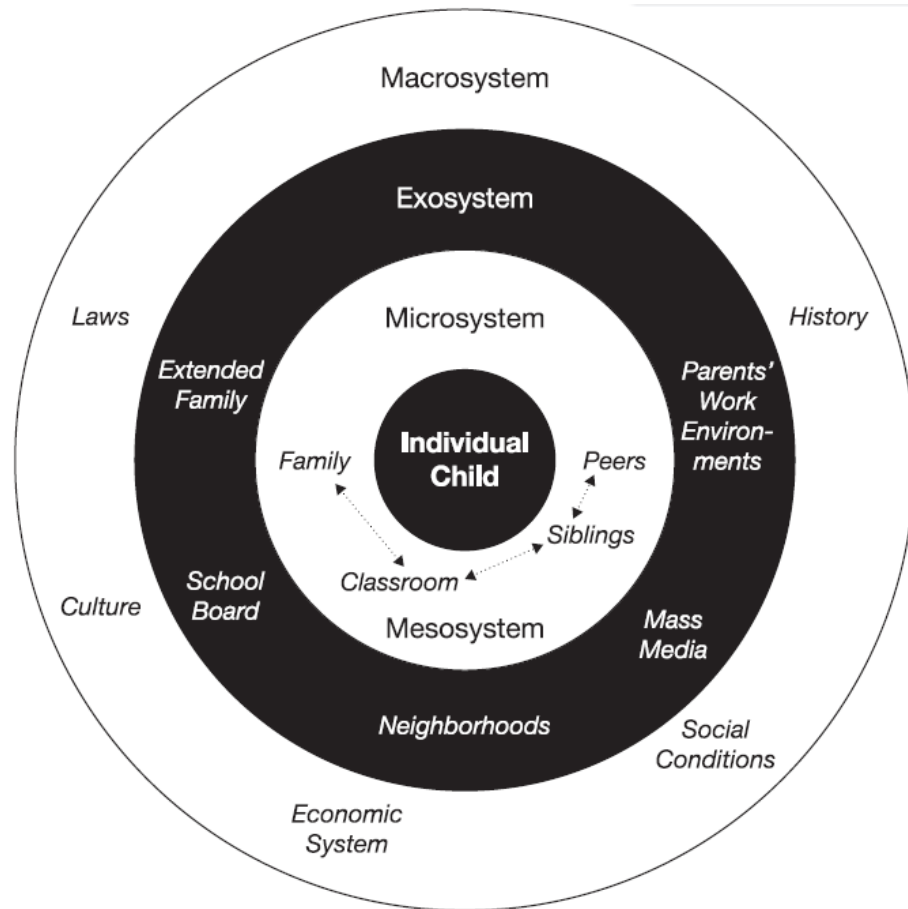 Macrosystem
Exosystem
Microsystem
Laws
History
Extended
Family
Parents'
Work
Environ-
ments
Individual
Child
Family
Peers
Siblings
Classroom
School
Board
Culture
Mesosystem
Mass
Media
Neighborhoods
Social
Conditions
Economic
System